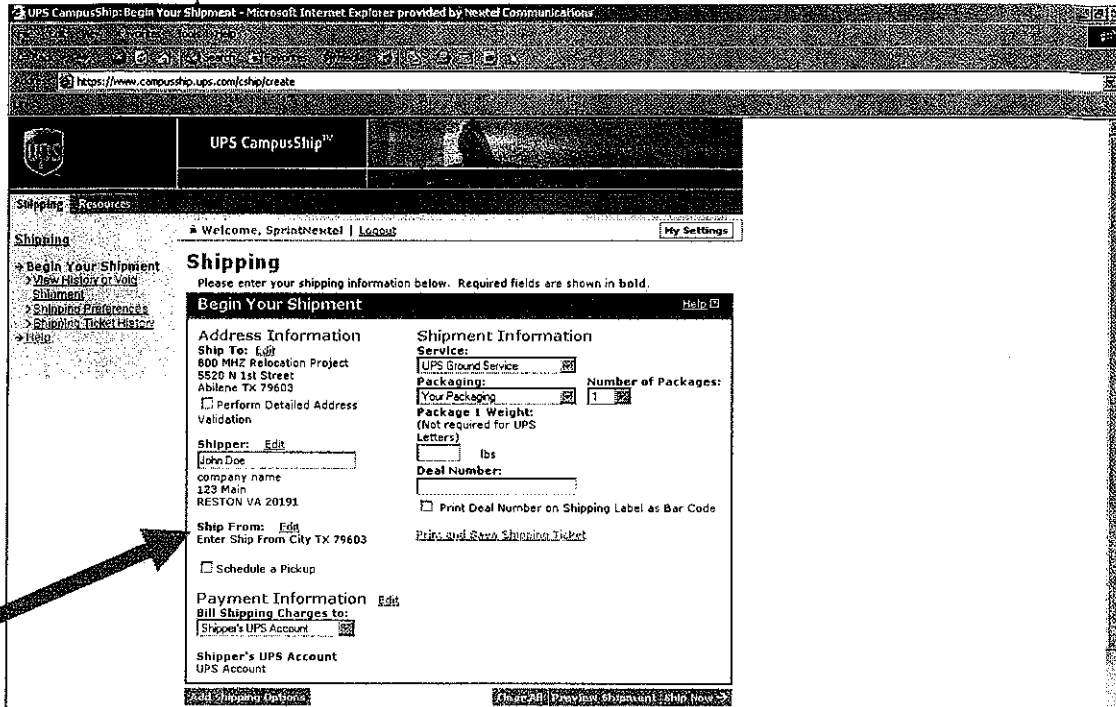 UPS CampusShip: Begin Your Shipment - Microsoft Internet Explorer provided by Nextel Communications
https://www.campusship.ups.com/cship/create
UPS
UPS CampusShip™
Shipping Resources
Welcome, SprintNextel | Logout
My Settings
Shipping
Begin Your Shipment
View History or Void
Shipment
Shipping Preferences
Shipping Ticket History
Help
Shipping
Please enter your shipping information below. Required fields are shown in bold.
Begin Your Shipment
Help
Address Information
Ship To: Edit
800 MHZ Relocation Project
5520 N 1st Street
Abilene TX 79603
Perform Detailed Address
Validation
Shipper: Edit
John Doe
company name
123 Main
RESTON VA 20191
Ship From: Edit
Enter Ship From City TX 79603
Schedule a Pickup
Payment Information Edit
Bill Shipping Charges to:
Shipper's UPS Account
Shipper's UPS Account
UPS Account
Shipment Information
Service:
UPS Ground Service
Packaging:
Your Packaging
Number of Packages:
1
Package 1 Weight:
(Not required for UPS
Letters)
lbs
Deal Number:
Print Deal Number on Shipping Label as Bar Code
Print and Save Shipping Ticket
Add Shipping Options
Clear All Preview Shipment Ship Now